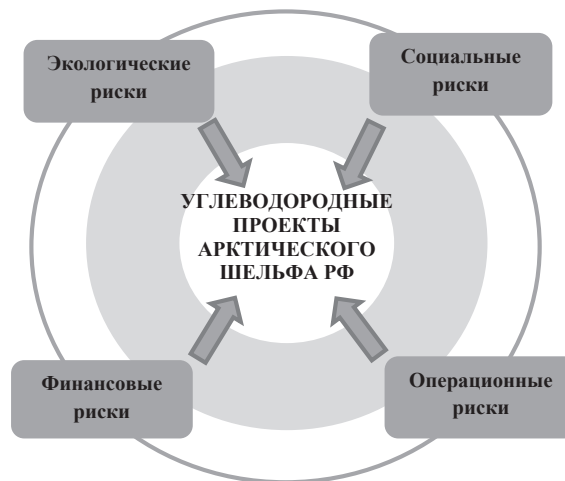 Экологические
риски
Социальные
риски
УГЛЕВОДОРОДНЫЕ
ПРОЕКТЫ
АРКТИЧЕСКОГО
ШЕЛЬФА РФ
Финансовые
риски
Операционные
риски